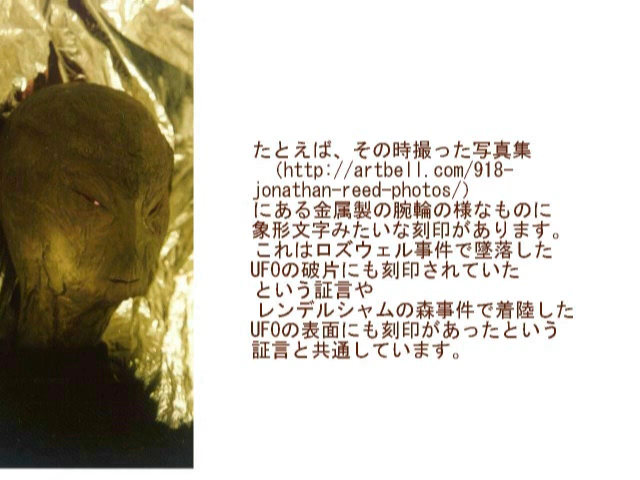 たとえば、その時撮った写真集
(http://artbell.com/918-
jonathan-reed-photos/)
にある金属製の腕輪の様なものに
象形文字みたいな刻印があります。
これはロズウェル事件で墜落した
UFOの破片にも刻印されていた
という証言や
レンデルシャムの森事件で着陸した
UFOの表面にも刻印があったという
証言と共通しています。